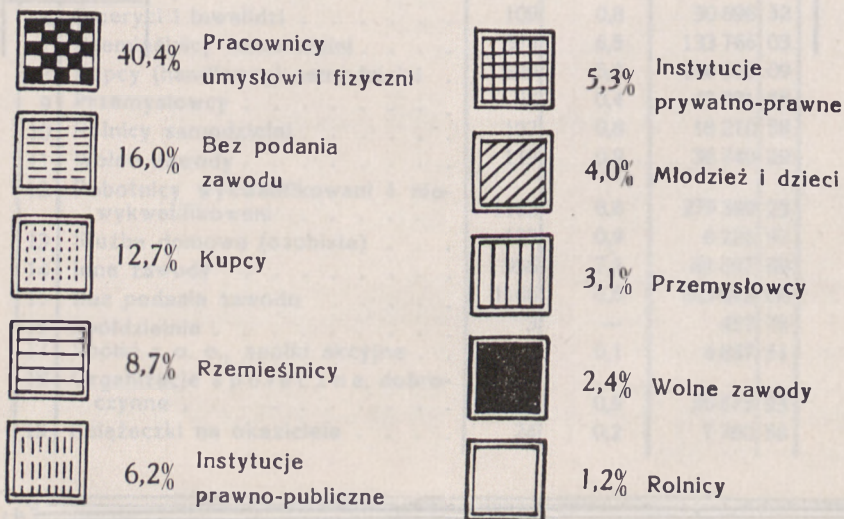 40,4% Pracownicy
umysłowi i fizyczni
16,0% Bez podania
zawodu
12,7% Kupcy
8,7% Rzemieślnicy
6,2% Instytucje
prawno-publiczne
5,3% Instytucje
prywatno-prawne
4,0% Młodzież i dzieci
3,1% Przemysłowcy
2,4% Wolne zawody
1,2% Rolnicy